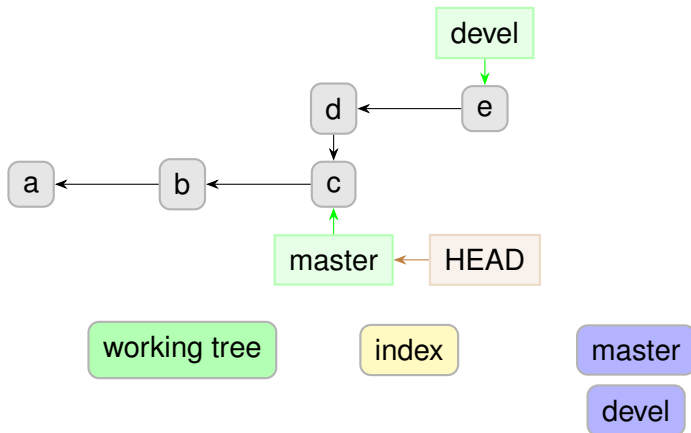 devel
d
e
a
b
c
master
HEAD
working tree
index
master
devel